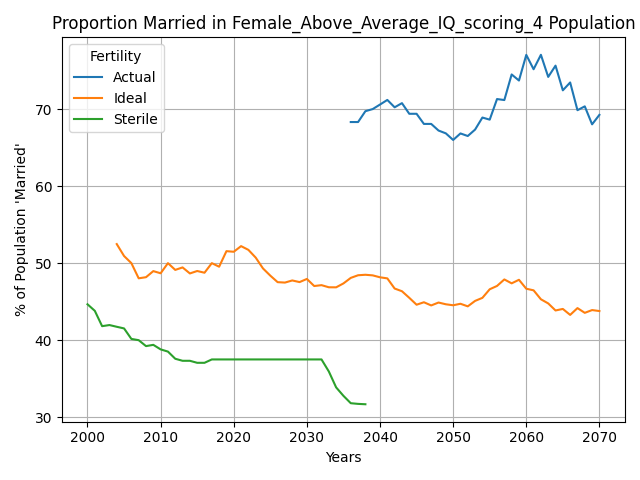 Proportion Married in Female_Above_Average_IQ_scoring_4 Population
Fertility
Actual
Ideal
Sterile
% of Population 'Married'
70
60
50
40
30
2000 2010 2020 2030 2040 2050 2060 2070
Years